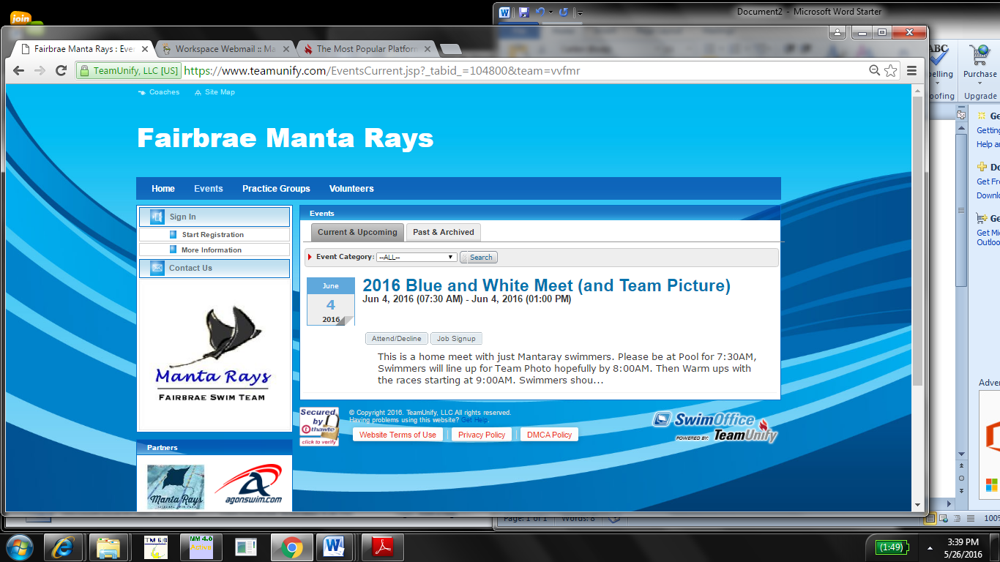 join
Document2 - Microsoft Word Starter
Fairbrae Manta Rays : Eve
Workspace Webmail :: Ma
The Most Popular Platform
TeamUnify, LLC [US]
https://www.teamunify.com/EventsCurrent.jsp?_tabid_=104800&team=vvfmr
ABC
elling
Purchase
oofing
Upgrade
Coaches
Site Map
Fairbrae Manta Rays
Home
Events
Practice Groups
Volunteers
Sign In
Start Registration
More Information
Contact Us
Manta Rays
FAIRBRAE SWIM TEAM
Partners
Manta Rays
agonswim.com
Events
Current & Upcoming
Past & Archived
Event Category:
--ALL--
Search
June
4
2016
2016 Blue and White Meet (and Team Picture)
Jun 4, 2016 (07:30 AM) - Jun 4, 2016 (01:00 PM)
Attend/Decline
Job Signup
This is a home meet with just Mantaray swimmers. Please be at Pool for 7:30AM,
Swimmers will line up for Team Photo hopefully by 8:00AM. Then Warm ups with
the races starting at 9:00AM. Swimmers shou...
Secured
by
thawte
click to verify
© Copyright 2016. TeamUnify, LLC All rights reserved.
Having problems using this website? Get Help.
Website Terms of Use
Privacy Policy
DMCA Policy
SwimOffice
POWERED BY: TeamUnify
Ge
Getting
Help a
Do
Get Fre
Downlo
Ge
Get Mi
Outloo
Adver
Page: 1 of 1
Words: 8
100%
TM 6.0
MM 4.0
Active
(1:49)
3:39 PM
5/26/2016